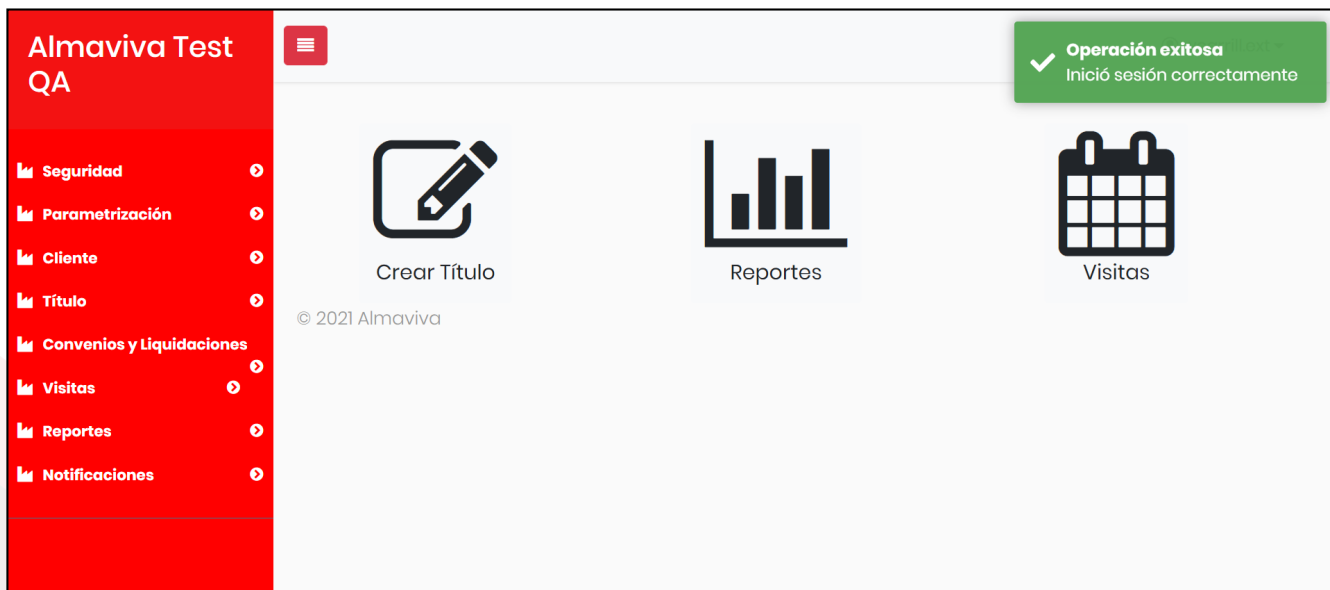 Almaviva Test
QA
Operación exitosa
Inició sesión correctamente
Seguridad
Parametrización
Cliente
Título
Convenios y Liquidaciones
Visitas
Reportes
Notificaciones
Crear Título
Reportes
Visitas
© 2021 Almaviva